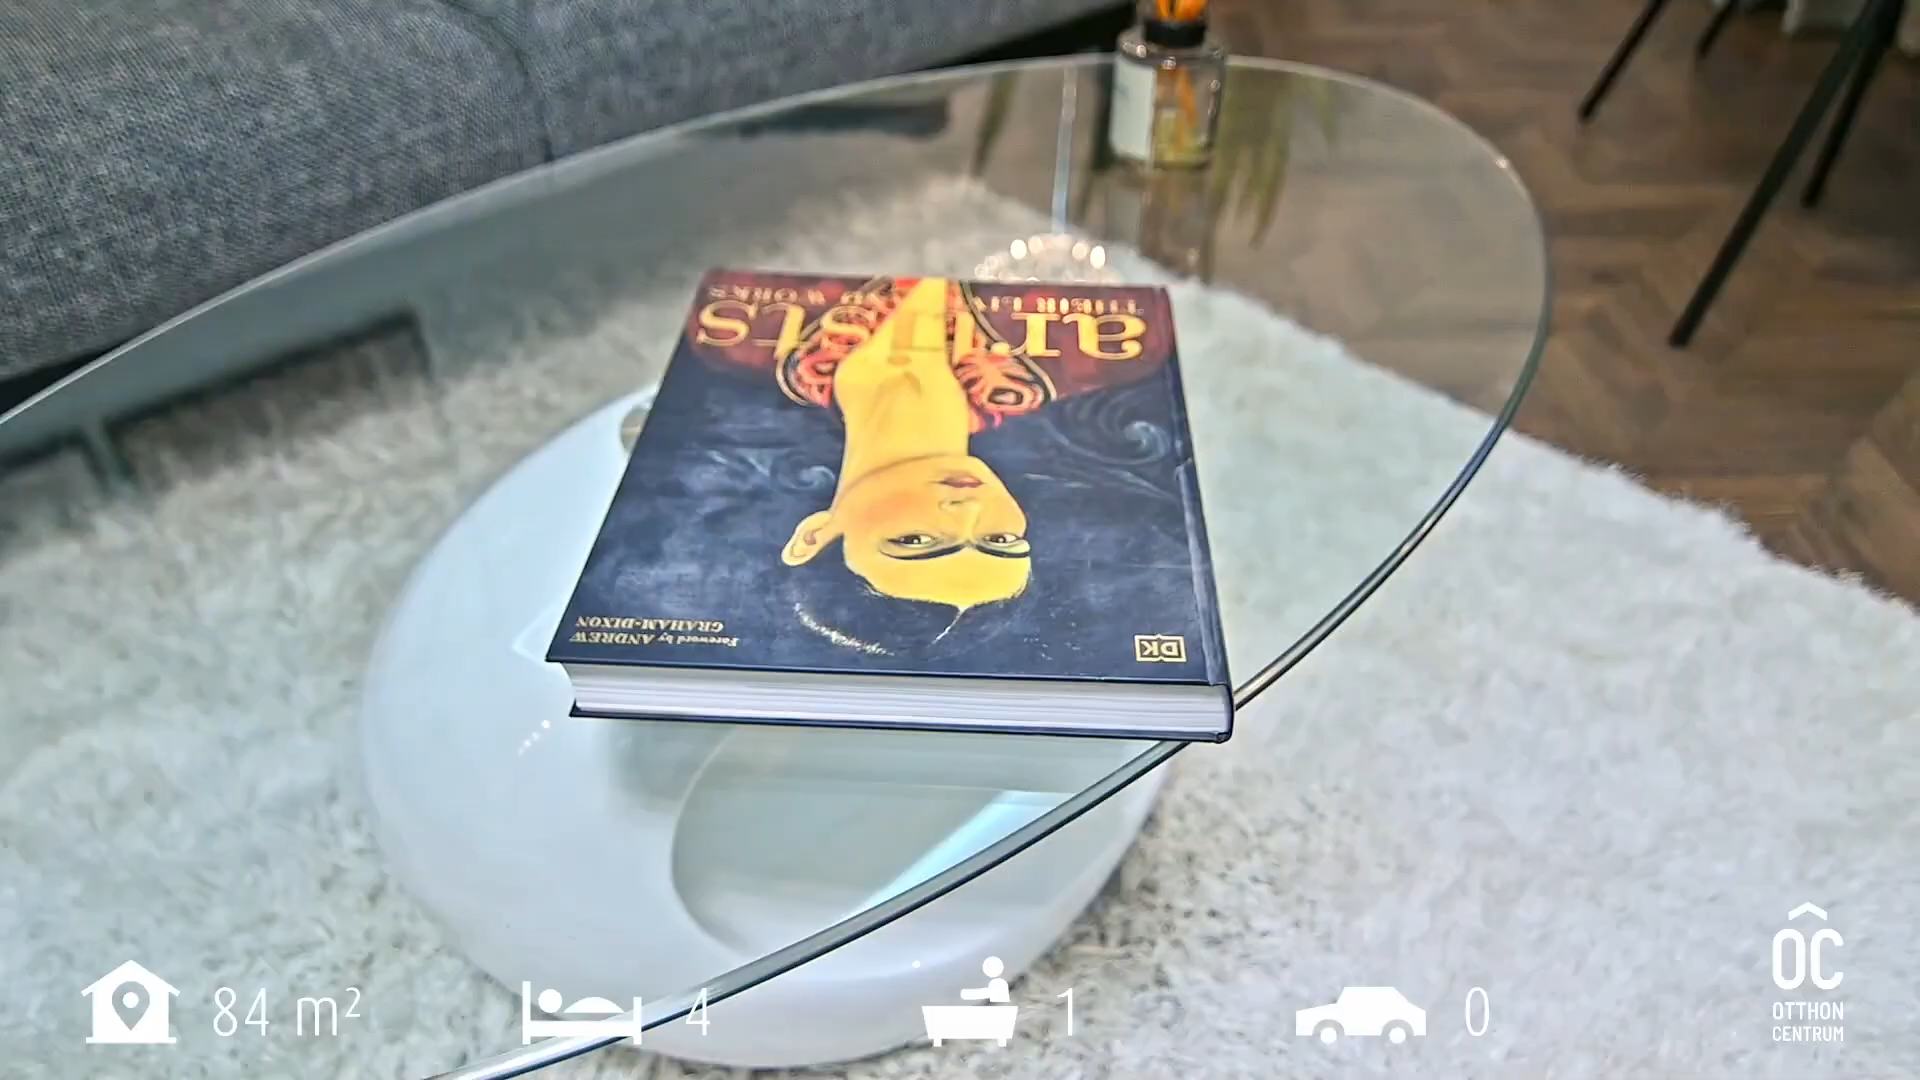 artists
THEIR LIVES AND WORKS
Foreword by ANDREW
GRAHAM-DIXON
DK
84 m²
4
1
0
OC
OTTHON
CENTRUM